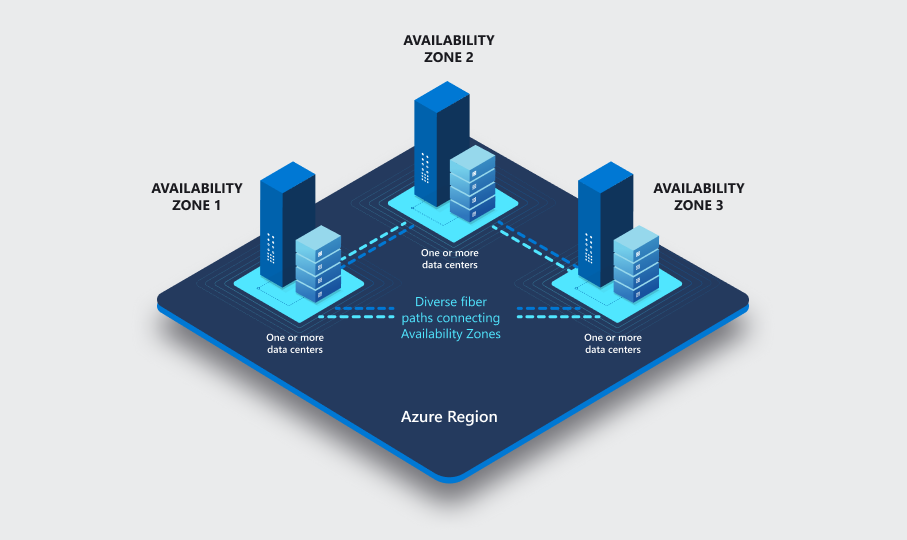 AVAILABILITY
ZONE 2
AVAILABILITY
ZONE 1
AVAILABILITY
ZONE 3
One or more
data centers
Diverse fiber
paths connecting
Availability Zones
One or more
data centers
One or more
data centers
Azure Region